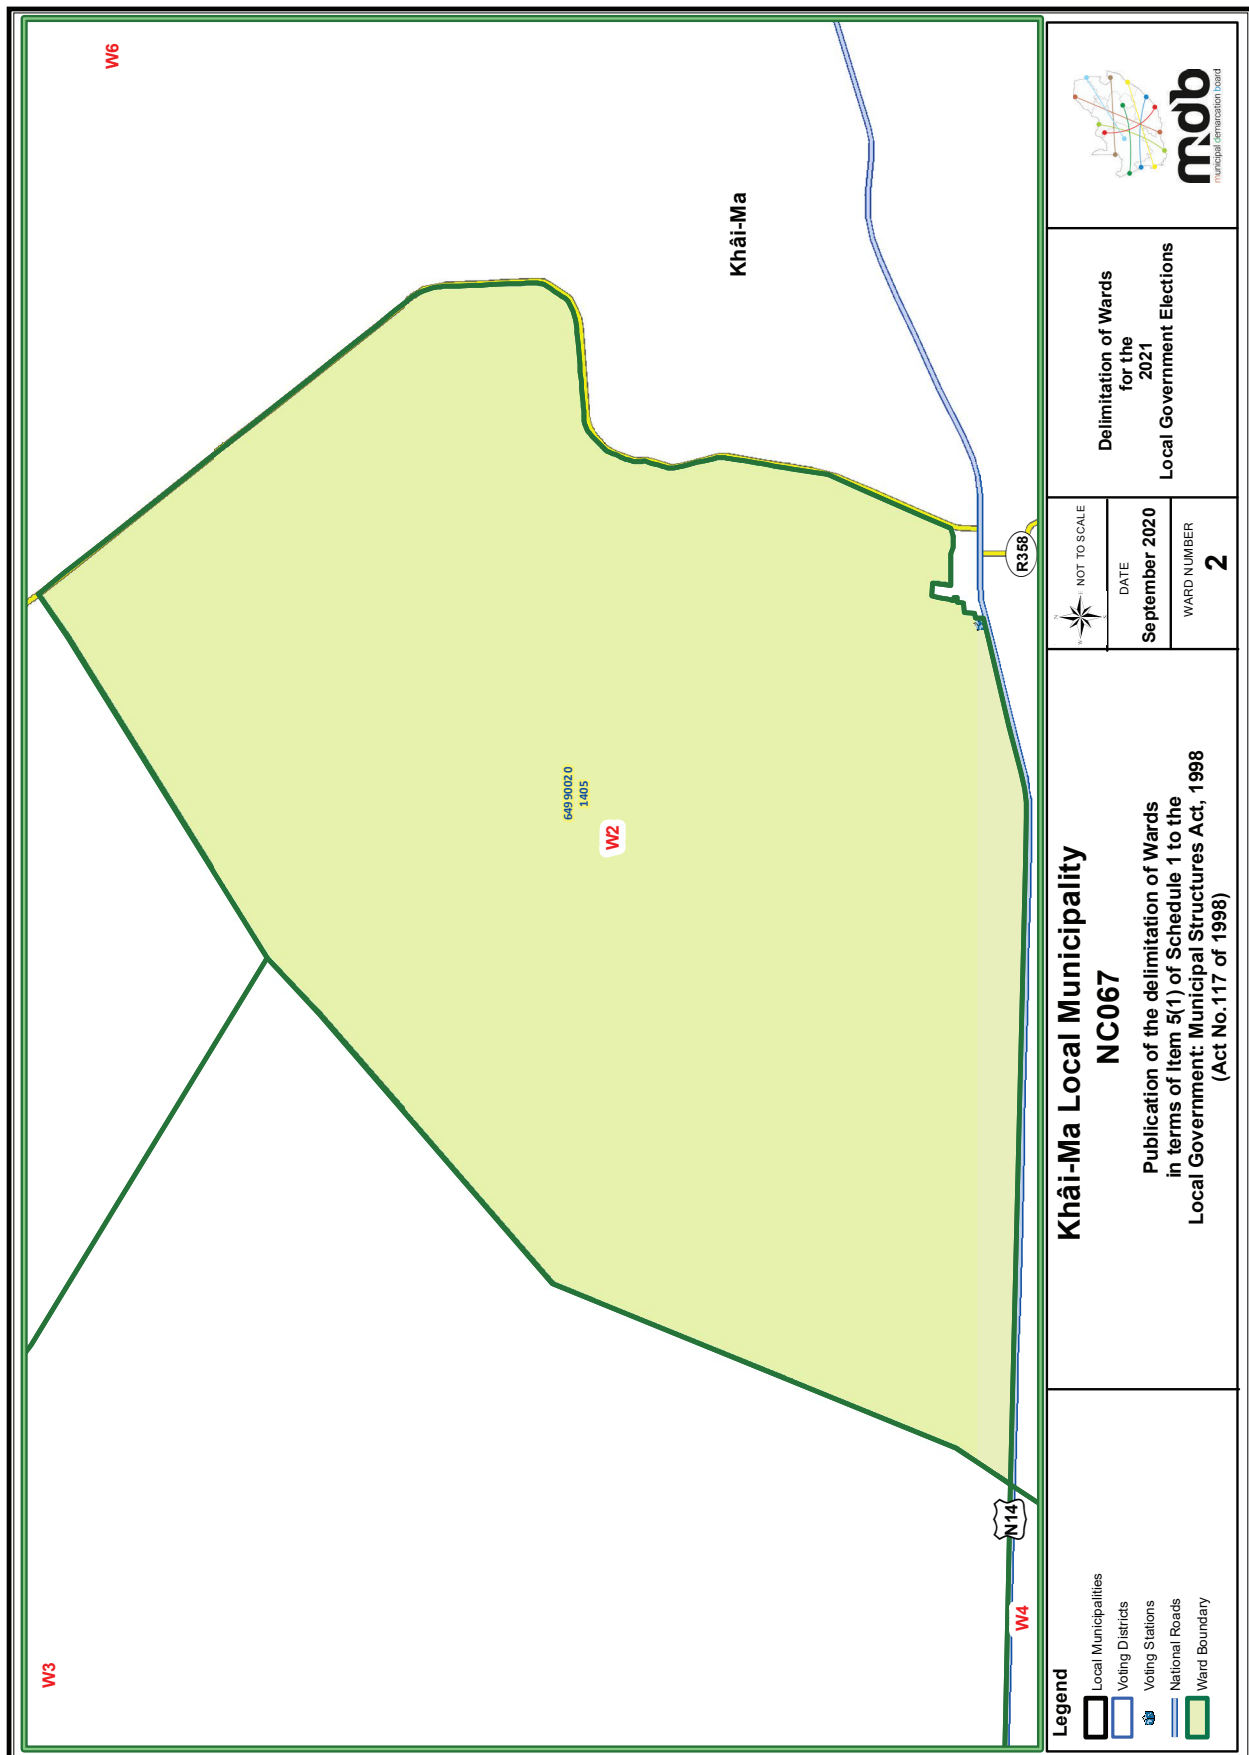 W3
W6
64990020
1405
W2
Khâi-Ma
N14
W4
R358
Legend
Local Municipalities
Voting Districts
Voting Stations
National Roads
Ward Boundary
Khâi-Ma Local Municipality
NC067
Publication of the delimitation of Wards
in terms of Item 5(1) of Schedule 1 to the
Local Government: Municipal Structures Act, 1998
(Act No.117 of 1998)
N
W
E
S
NOT TO SCALE
DATE
September 2020
WARD NUMBER
2
Delimitation of Wards
for the
2021
Local Government Elections
mdb
municipal demarcation board